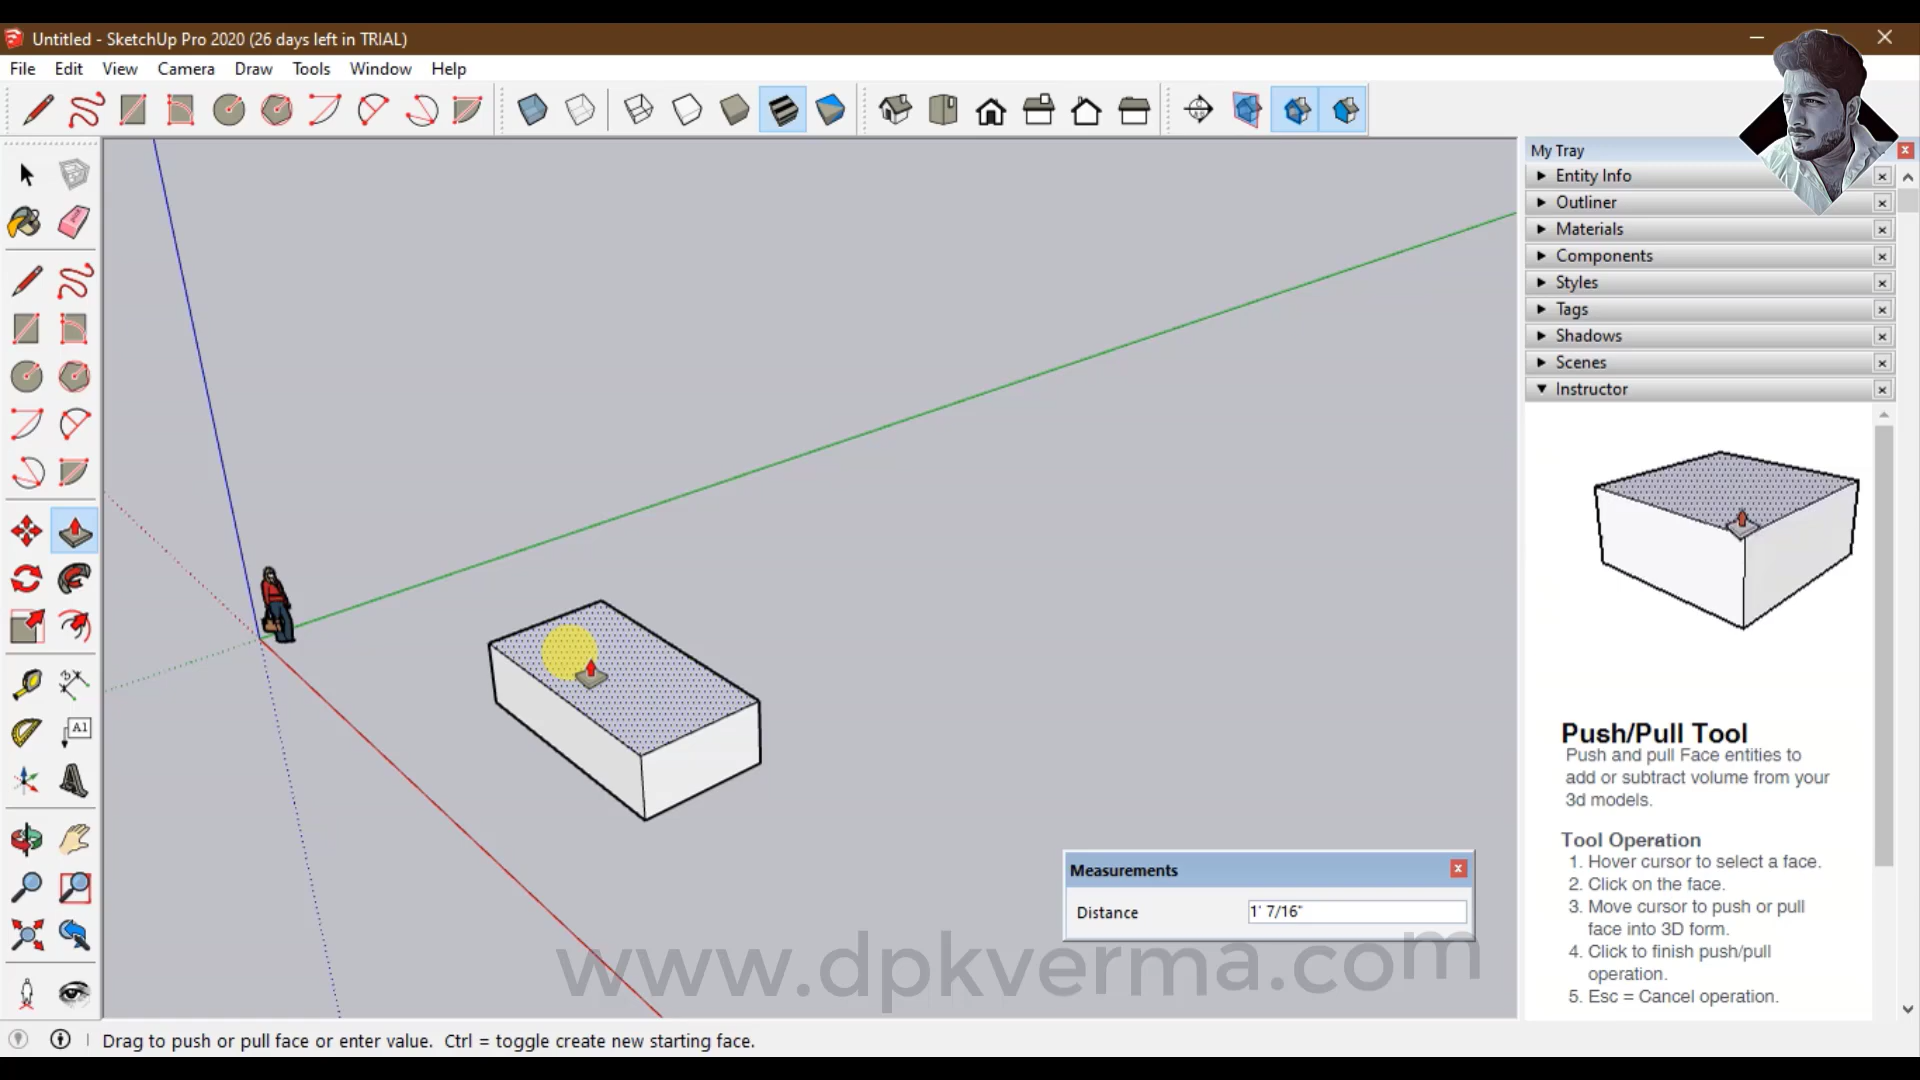 Untitled - SketchUp Pro 2020 (26 days left in TRIAL)
File Edit View Camera Draw Tools Window Help
My Tray
Entity Info
Outliner
Materials
Components
Styles
Tags
Shadows
Scenes
Instructor
Push/Pull Tool
Push and pull Face entities to
add or subtract volume from your
3d models.
Tool Operation
1. Hover cursor to select a face.
2. Click on the face.
3. Move cursor to push or pull
face into 3D form.
4. Click to finish push/pull
operation.
5. Esc = Cancel operation.
A1
Measurements
Distance 1' 7/16"
www.dpkverma.com
Drag to push or pull face or enter value. Ctrl = toggle create new starting face.